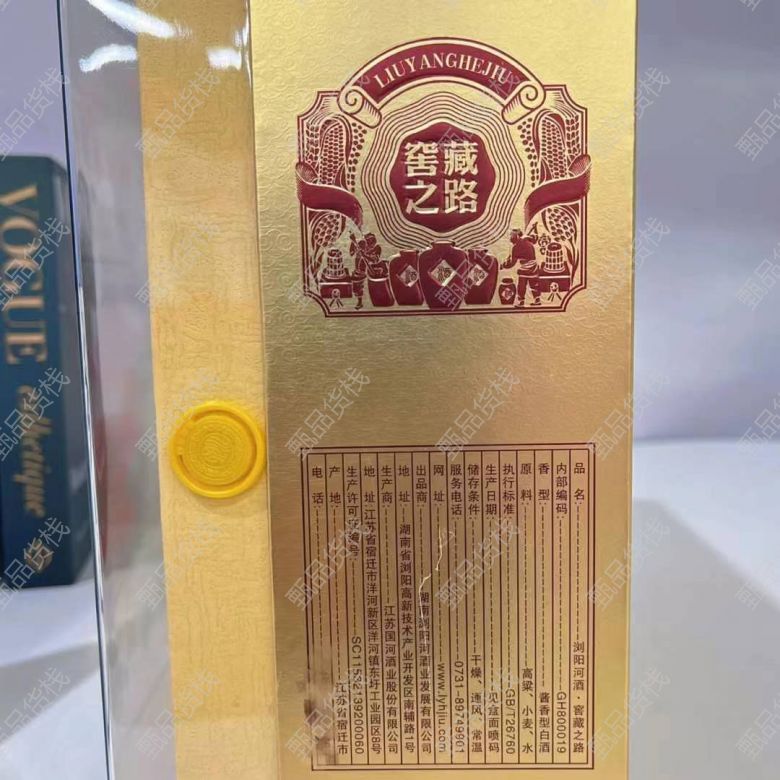 LIUYANGHEJIU
窖藏
之路
酒 酒 酒
品名：浏阳河酒·窖藏之路
内部编码：GH800019
香型：酱香型白酒
原料：高粱、小麦、水
执行标准：GB/T26760
生产日期：见盒面喷码
储存条件：干燥、通风、常温
服务电话：0731-89749901
网址：www.lyhjiu.com
出品商：湖南浏阳河酒业发展有限公司
地址：湖南省浏阳高新技术产业开发区南辅路1号
生产商：江苏国河酒业股份有限公司
地址：江苏省宿迁市洋河新区洋河镇东圩工业园区8号
生产许可证编号：SC11532139200060
产地：江苏省宿迁市
电话：
VOGUE
甄品货栈